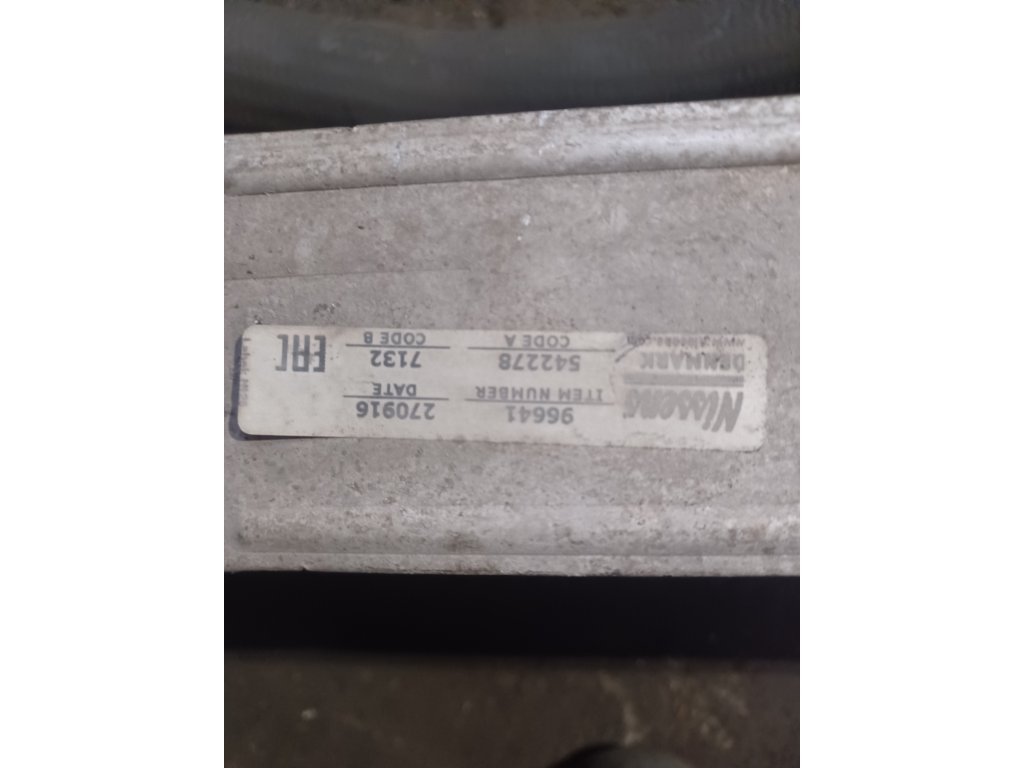 Nissens
DENMARK
www.nissens.com
96641
ITEM NUMBER
270916
DATE
542278
CODE A
7132
CODE B
EAC